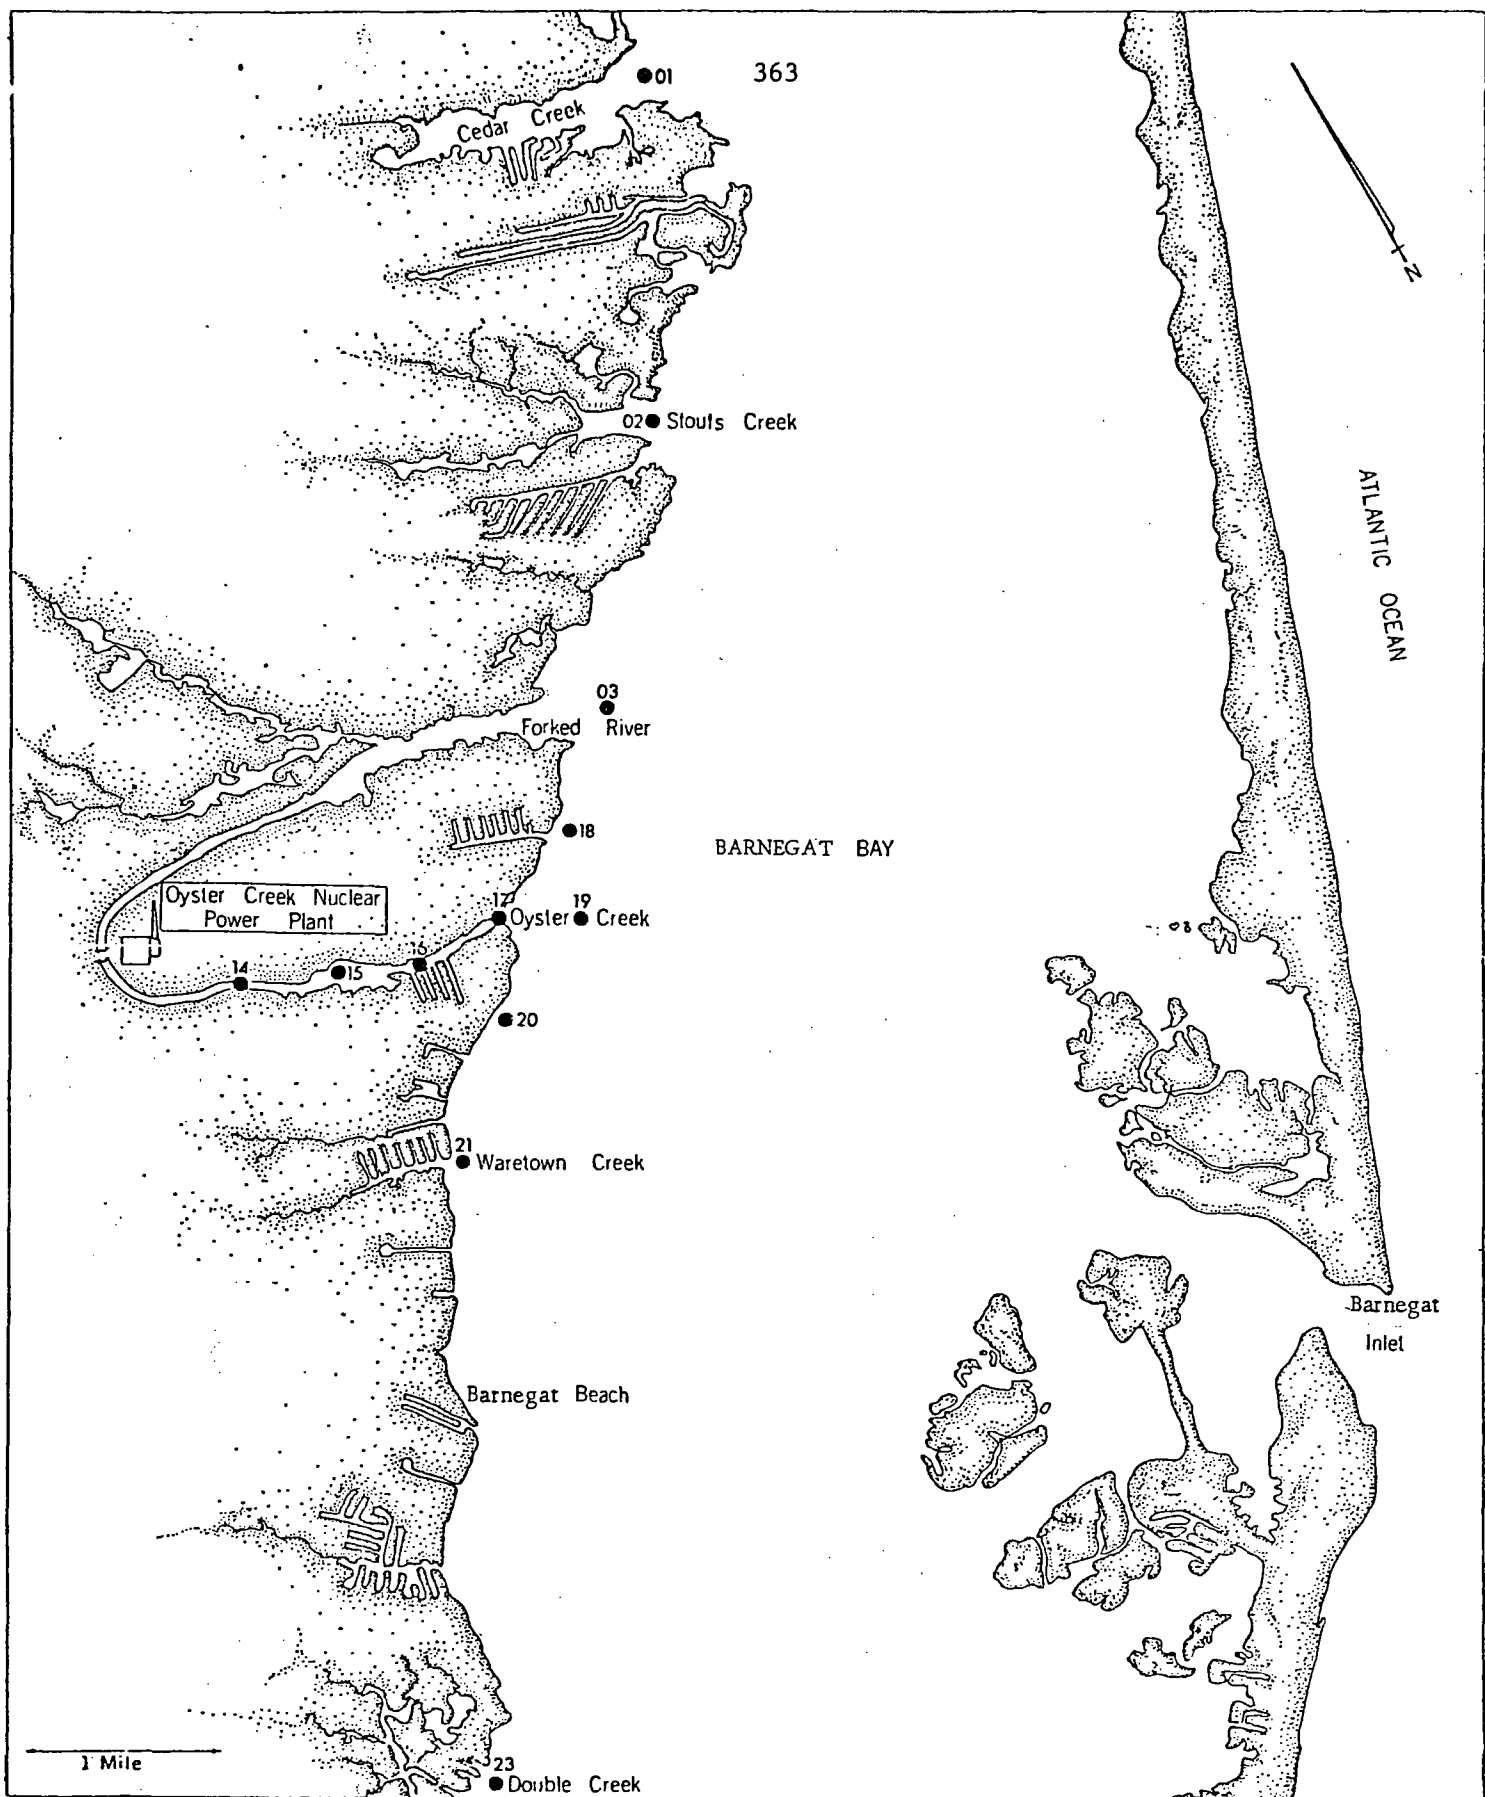 363
01
Cedar Creek
N
02 Stouts Creek
ATLANTIC OCEAN
03
Forked River
18
BARNEGAT BAY
Oyster Creek Nuclear
Power Plant
17 19
Oyster Creek
14
15
16
20
21
Waretown Creek
Barnegat
Inlet
Barnegat Beach
1 Mile
23
Double Creek